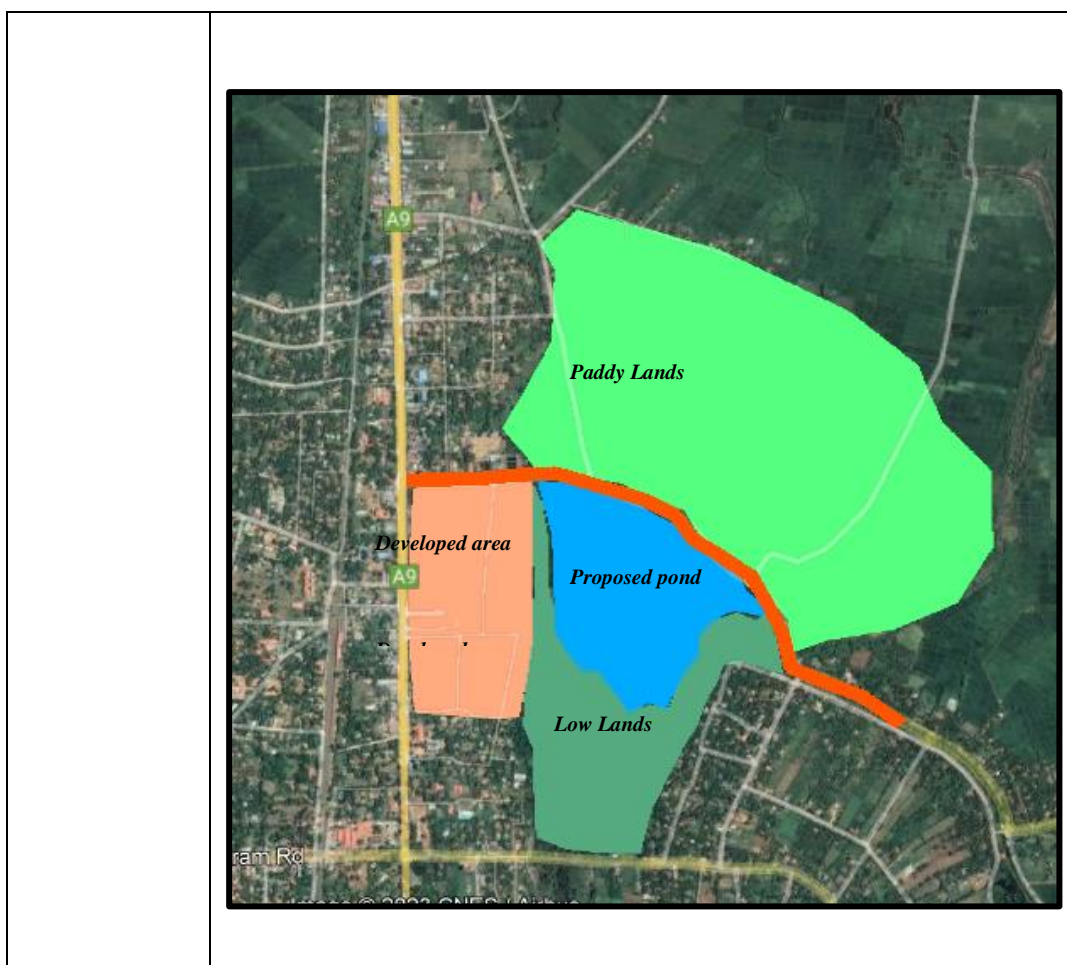 A9
Paddy Lands
Developed area
A9
Proposed pond
Low Lands
ram Rd